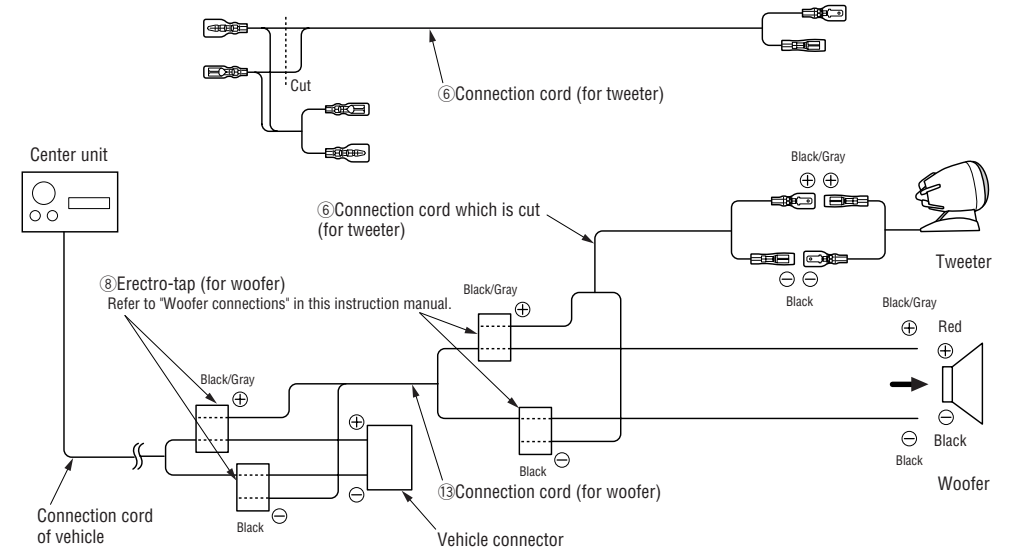 Cut
⑥Connection cord (for tweeter)
Center unit
Black/Gray
⊕ ⊕
⑥Connection cord which is cut
(for tweeter)
Tweeter
⊖ ⊖
Black
⑧Erectro-tap (for woofer)
Refer to "Woofer connections" in this instruction manual.
Black/Gray
⊕
Black/Gray
⊕
Red
⊕
Black/Gray
⊕
⊕
⊖
Black
⊖
Black
Black
⊖
Woofer
⊖
⑬Connection cord (for woofer)
Black
⊖
Connection cord
of vehicle
Vehicle connector